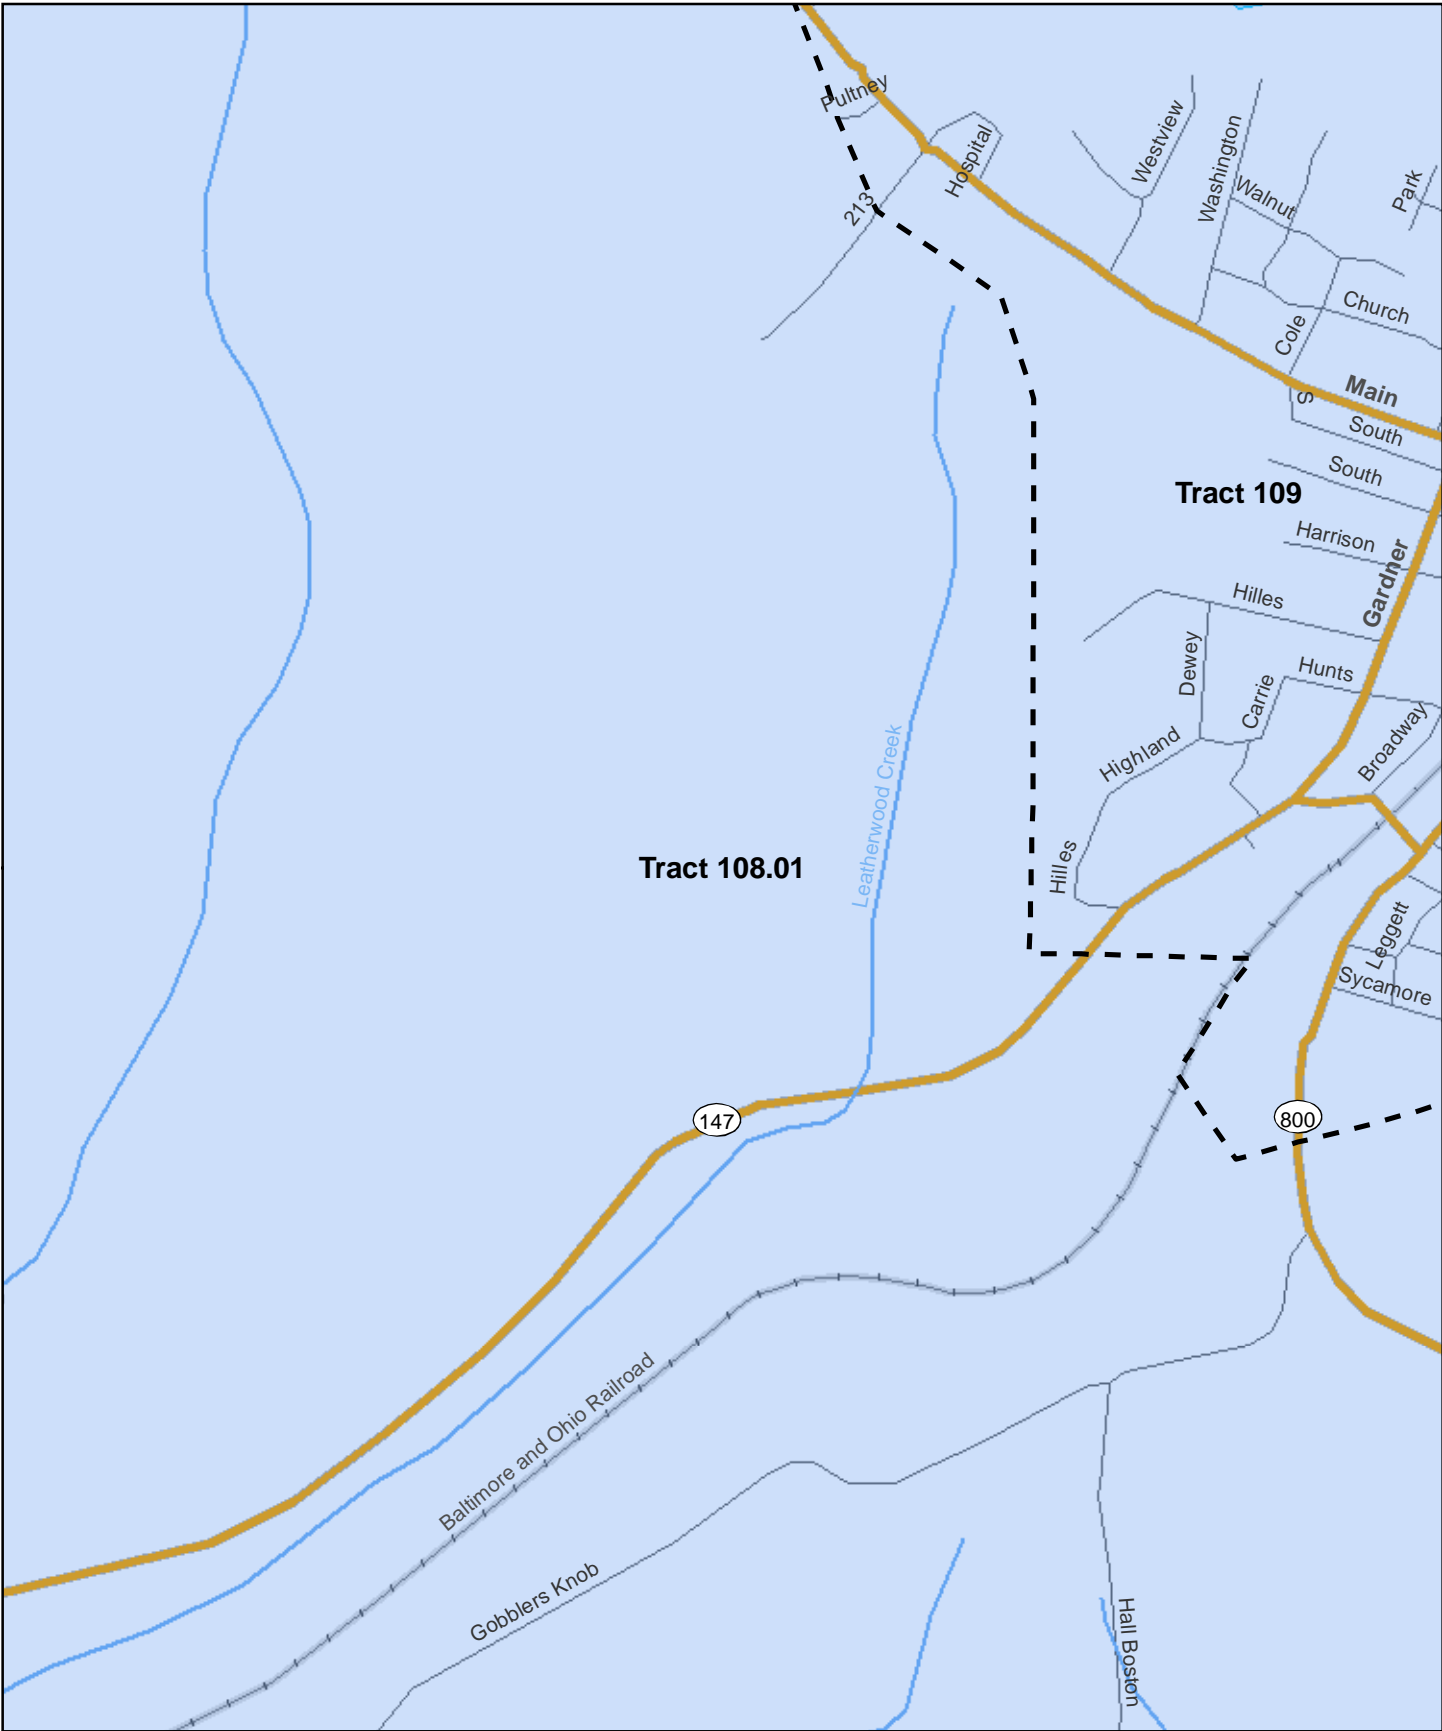 Pultney
Hospital
213
Westview
Washington
Walnut
Park
Church
Cole
Main
S
South
South
Tract 109
Harrison
Gardner
Hilles
Dewey
Hunts
Carrie
Broadway
Highland
Leatherwood Creek
Tract 108.01
Hilles
Leggett
Sycamore
147
800
Baltimore and Ohio Railroad
Gobblers Knob
Hall Boston